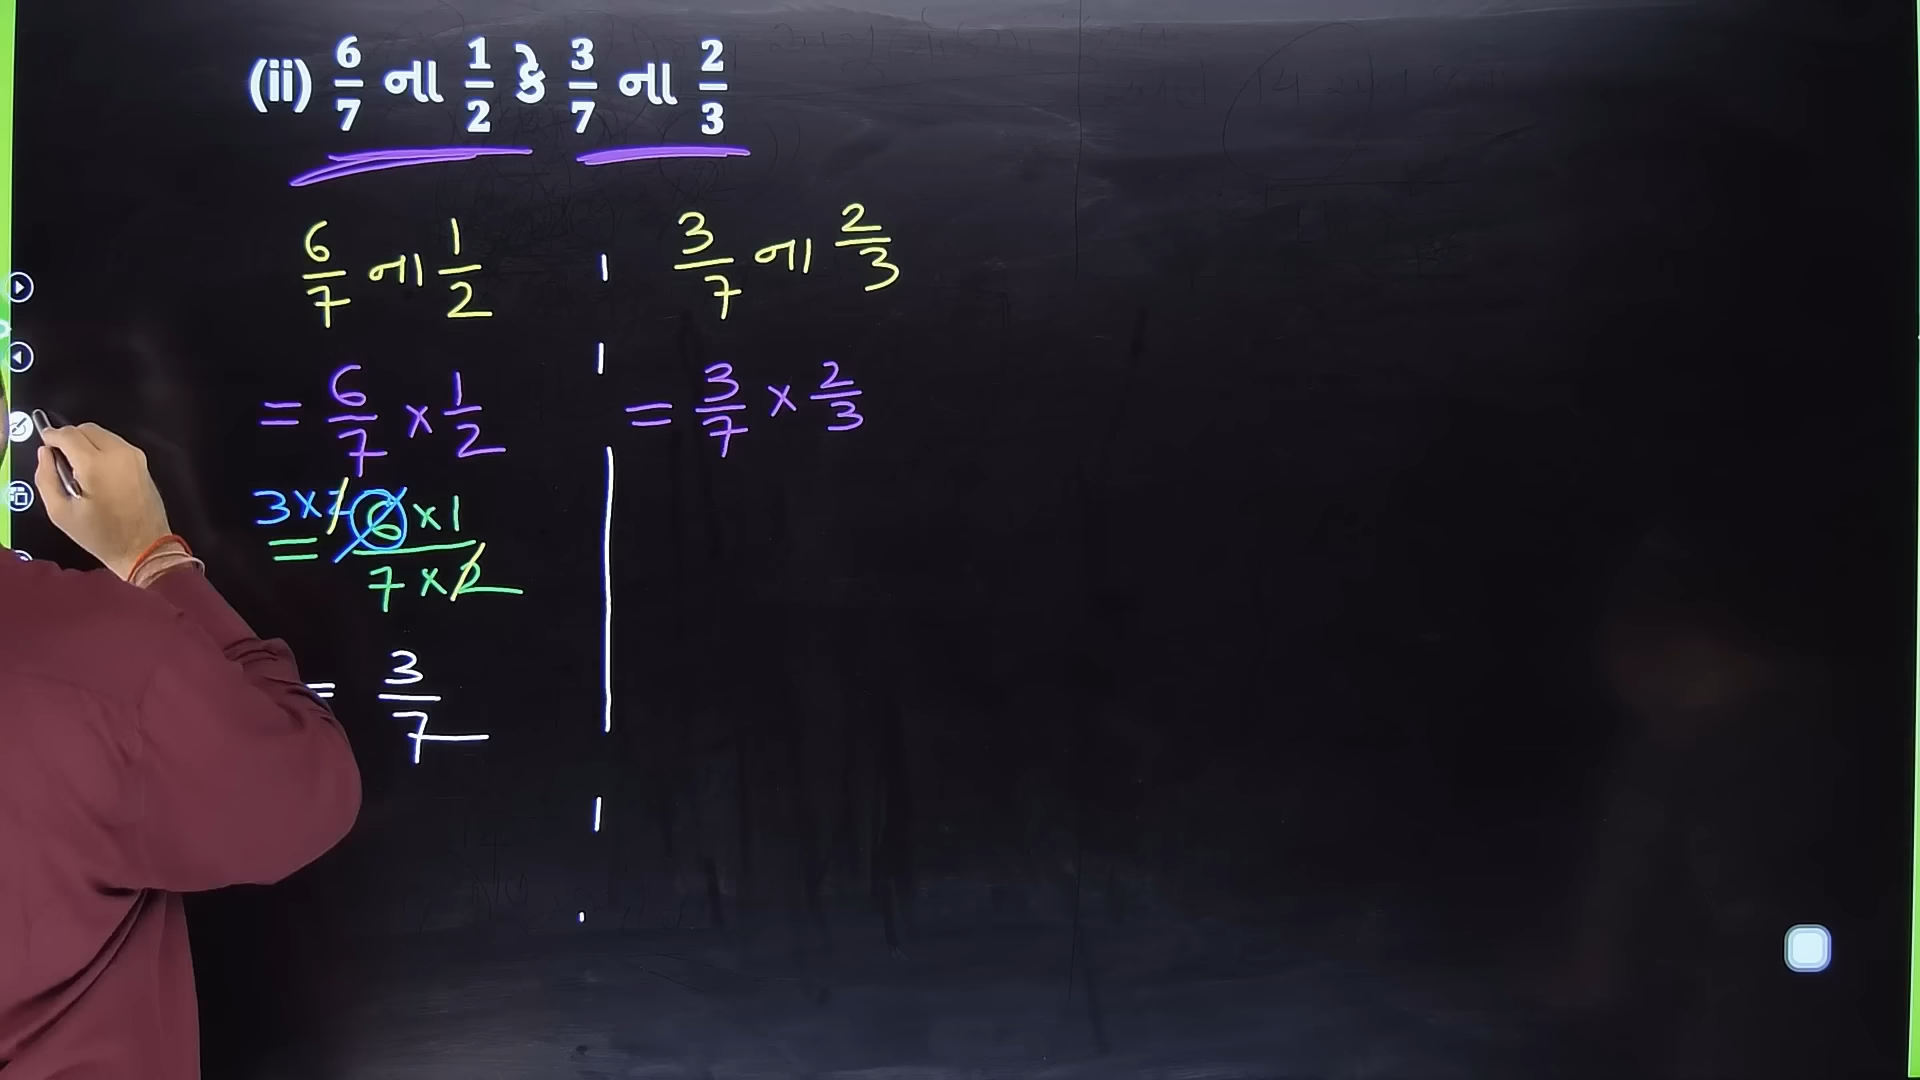 (ii) 6/7 ના 1/2 કે 3/7 ના 2/3
6/7 ના 1/2
= 6/7 × 1/2
3×2
= 6×1 / 7×2
= 3/7
3/7 ના 2/3
= 3/7 × 2/3